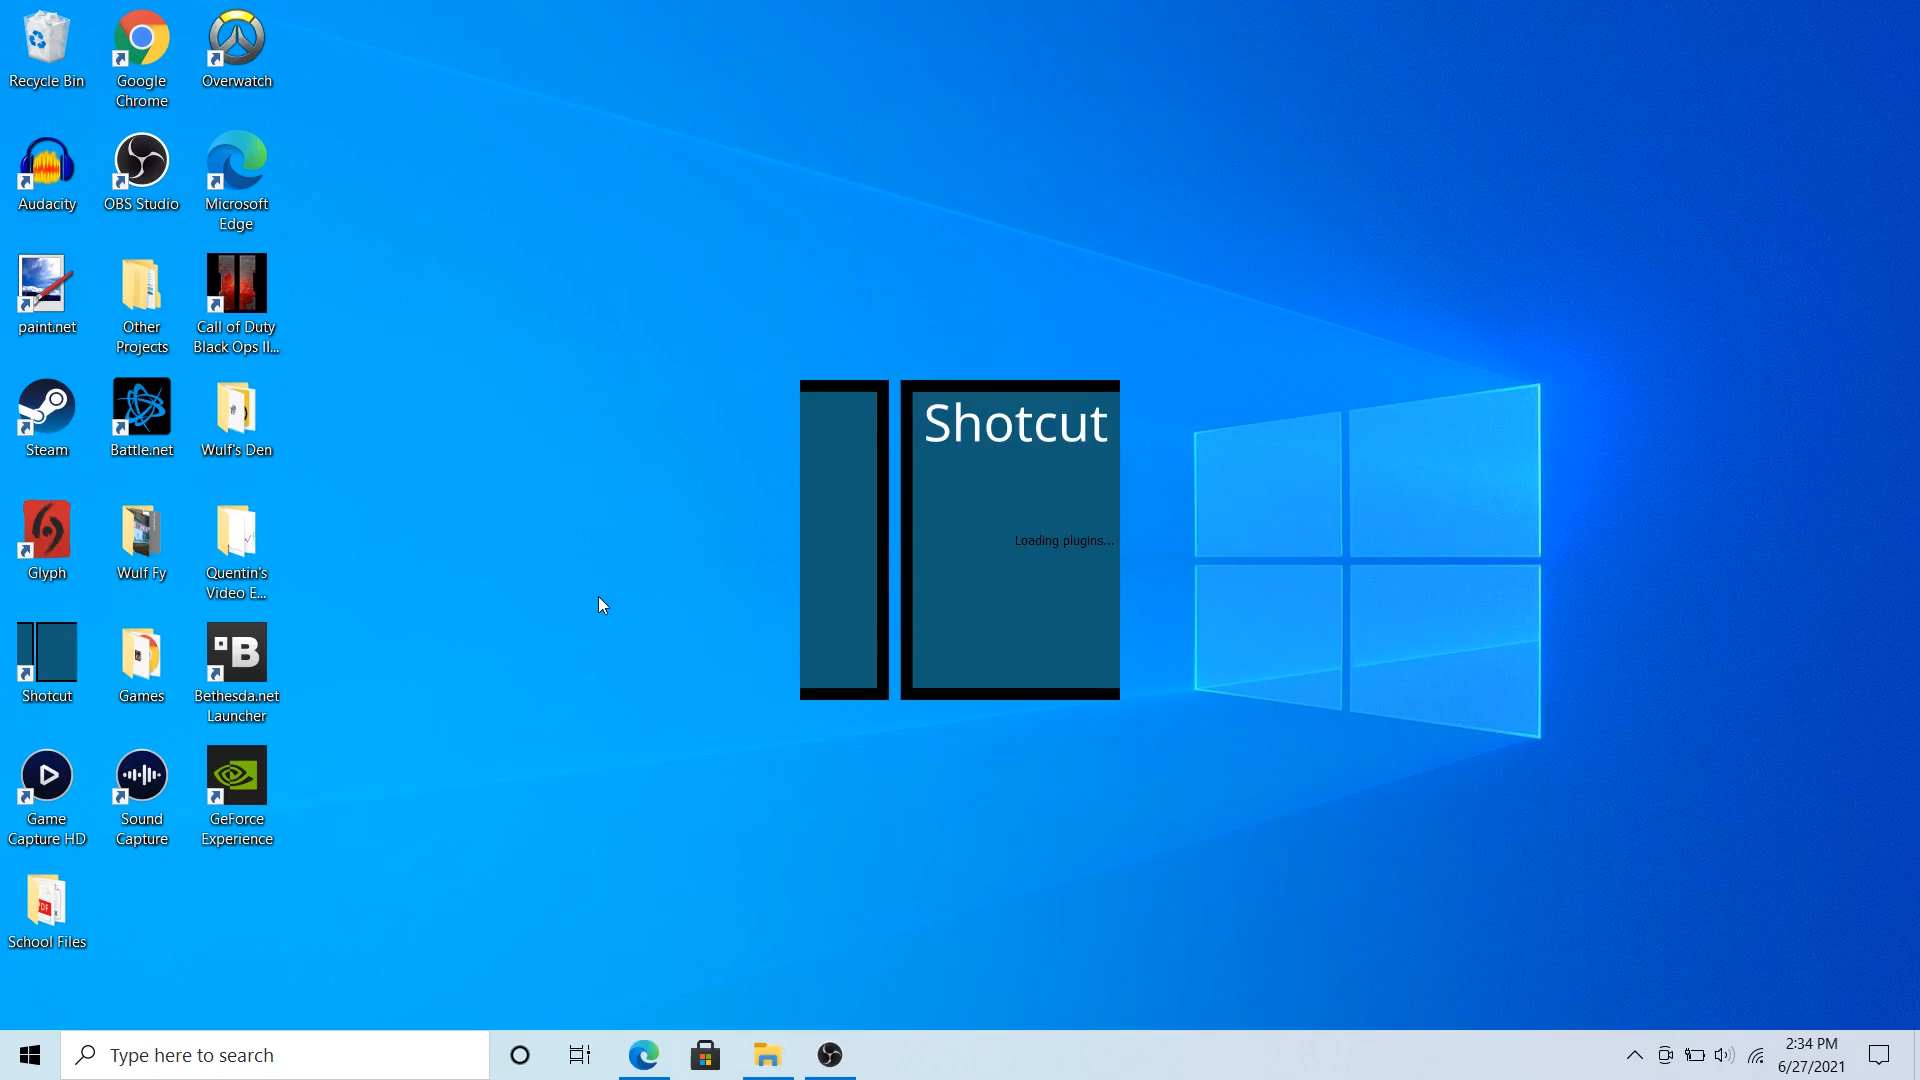 Recycle Bin
Google
Chrome
Overwatch
Audacity
OBS Studio
Microsoft
Edge
paint.net
Other
Projects
Call of Duty
Black Ops II...
Steam
Battle.net
Wulf's Den
Glyph
Wulf Fy
Quentin's
Video E...
Shotcut
Games
B
Bethesda.net
Launcher
Game
Capture HD
Sound
Capture
GeForce
Experience
PDF
School Files
Shotcut
Loading plugins...
Type here to search
2:34 PM
6/27/2021